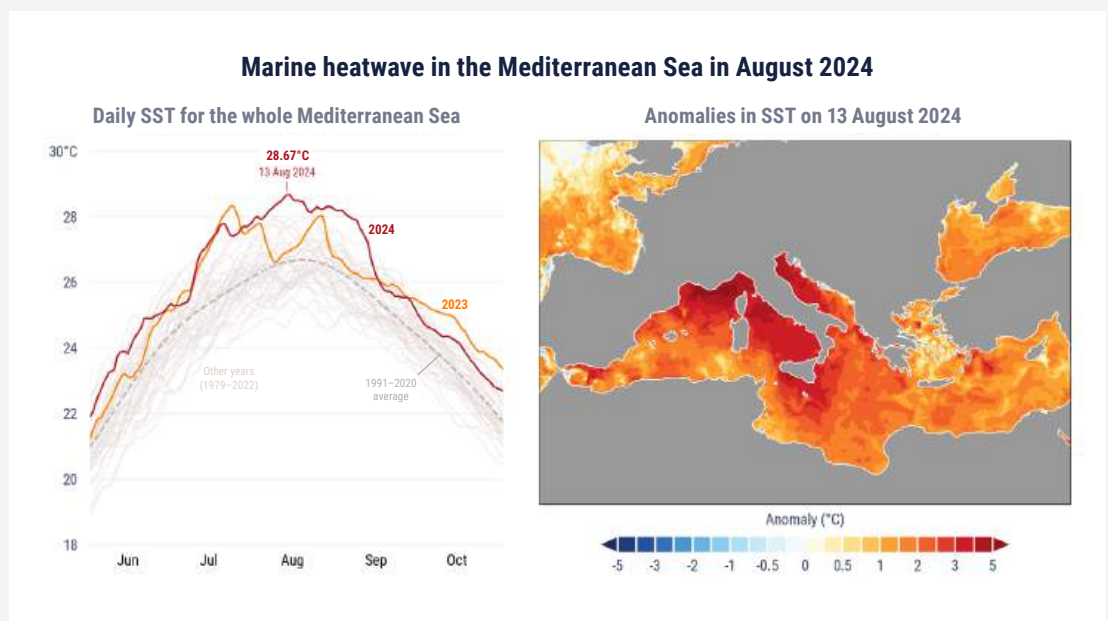 Marine heatwave in the Mediterranean Sea in August 2024
Daily SST for the whole Mediterranean Sea
30°C
28
26
24
22
20
18
28.67°C
13 Aug 2024
2024
2023
Other years
(1979–2022)
1991–2020
average
Jun Jul Aug Sep Oct
Anomalies in SST on 13 August 2024
Anomaly (°C)
-5 -3 -2 -1 -0.5 0 0.5 1 2 3 5